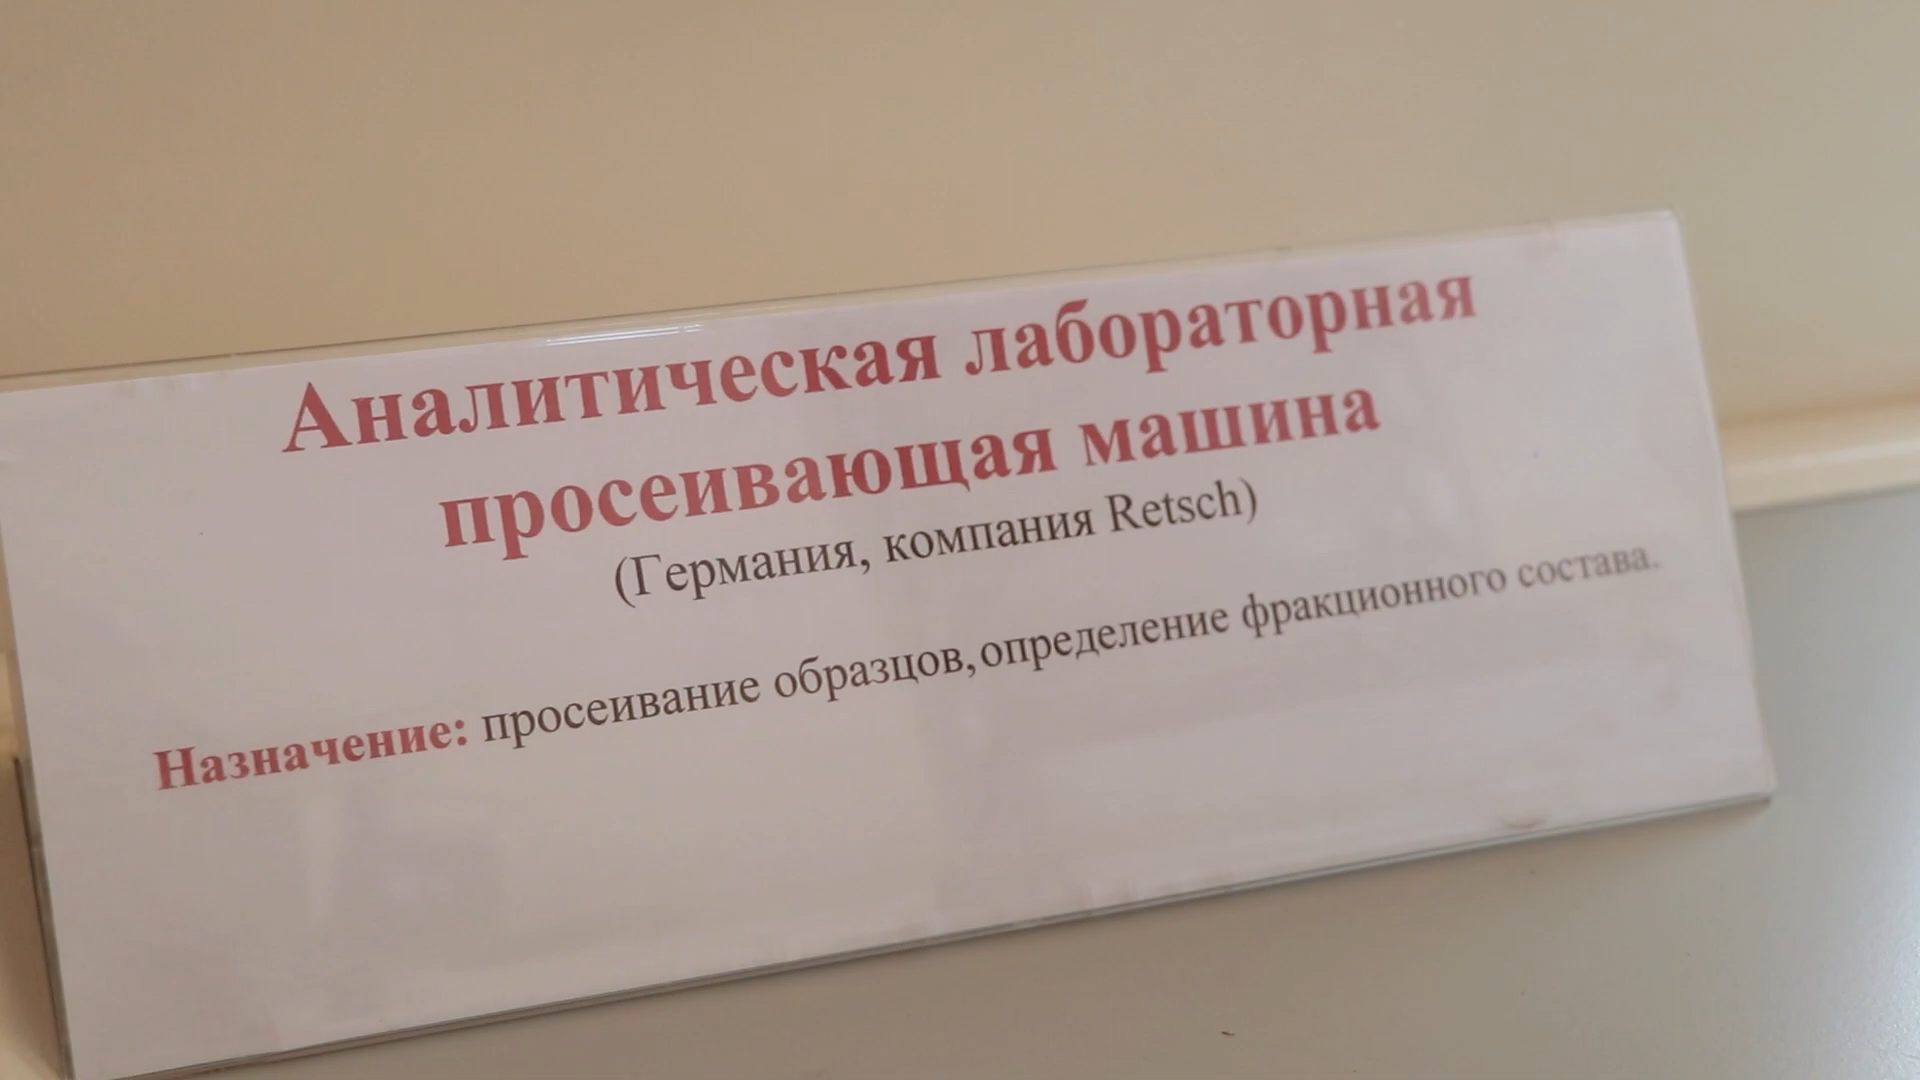 Аналитическая лабораторная
просеивающая машина
(Германия, компания Retsch)
Назначение: просеивание образцов, определение фракционного состава.